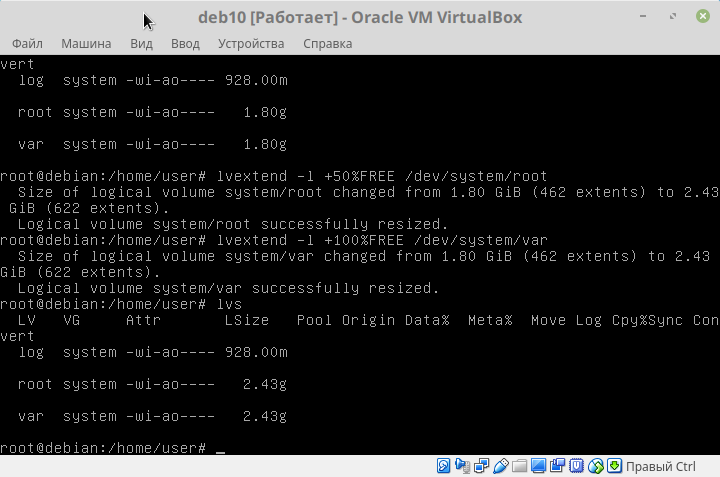 deb10 [Работает] - Oracle VM VirtualBox
Файл Машина Вид Ввод Устройства Справка
vert
  log  system -wi-ao---- 928.00m
  root system -wi-ao----   1.80g
  var  system -wi-ao----   1.80g
root@debian:/home/user# lvextend -l +50%FREE /dev/system/root
  Size of logical volume system/root changed from 1.80 GiB (462 extents) to 2.43
 GiB (622 extents).
  Logical volume system/root successfully resized.
root@debian:/home/user# lvextend -l +100%FREE /dev/system/var
  Size of logical volume system/var changed from 1.80 GiB (462 extents) to 2.43
GiB (622 extents).
  Logical volume system/var successfully resized.
root@debian:/home/user# lvs
  LV   VG     Attr       LSize   Pool Origin Data%  Meta%  Move Log Cpy%Sync Con
vert
  log  system -wi-ao---- 928.00m
  root system -wi-ao----   2.43g
  var  system -wi-ao----   2.43g
root@debian:/home/user# _
Правый Ctrl